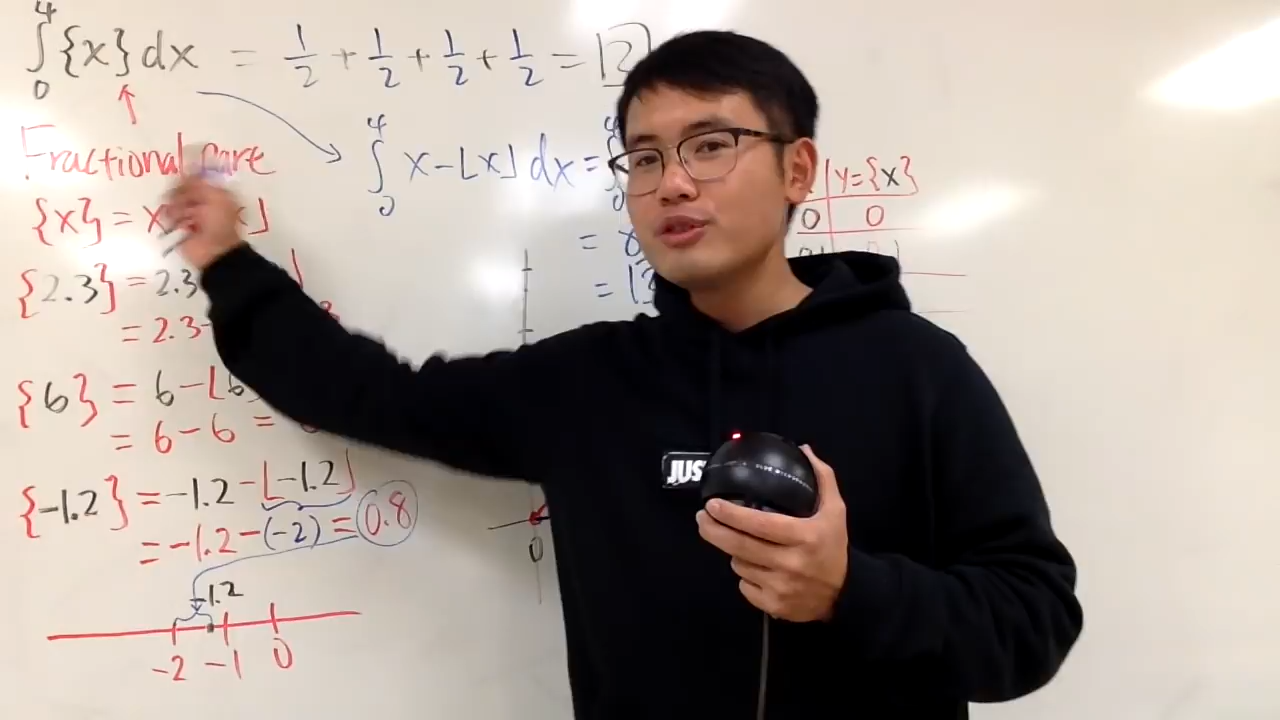 ∫₀⁴ {x} dx = 1/2 + 1/2 + 1/2 + 1/2 = 2
Fractional part
∫₀⁴ x - ⌊x⌋ dx =
{x} = x ⌋
=
=
{2.3} = 2.3
= 2.3 -
{6} = 6 - ⌊6
= 6 - 6 =
{-1.2} = -1.2 - ⌊-1.2⌋
= -1.2 - (-2) = 0.8
-1.2
-2 -1 0
y = {x}
0 0
0
JUS